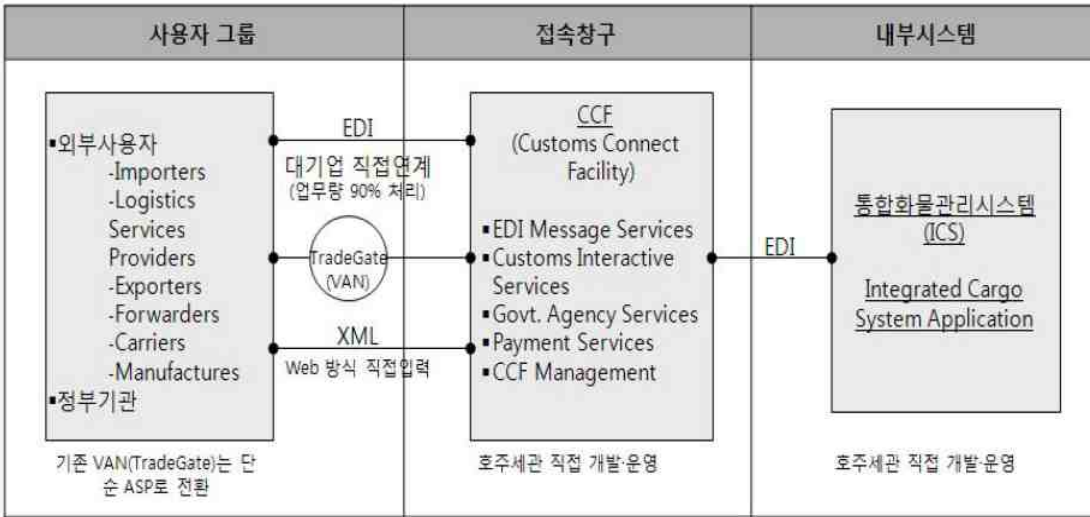 사용자 그룹
접속창구
내부시스템
▪외부사용자
-Importers
-Logistics
Services
Providers
-Exporters
-Forwarders
-Carriers
-Manufactures
▪정부기관
EDI
대기업 직접연계
(업무량 90% 처리)
TradeGate
(VAN)
XML
Web 방식 직접입력
CCF
(Customs Connect
Facility)
▪EDI Message Services
▪Customs Interactive
Services
▪Govt. Agency Services
▪Payment Services
▪CCF Management
EDI
통합화물관리시스템
(ICS)
Integrated Cargo
System Application
기존 VAN(TradeGate)는 단
순 ASP로 전환
호주세관 직접 개발·운영
호주세관 직접 개발·운영